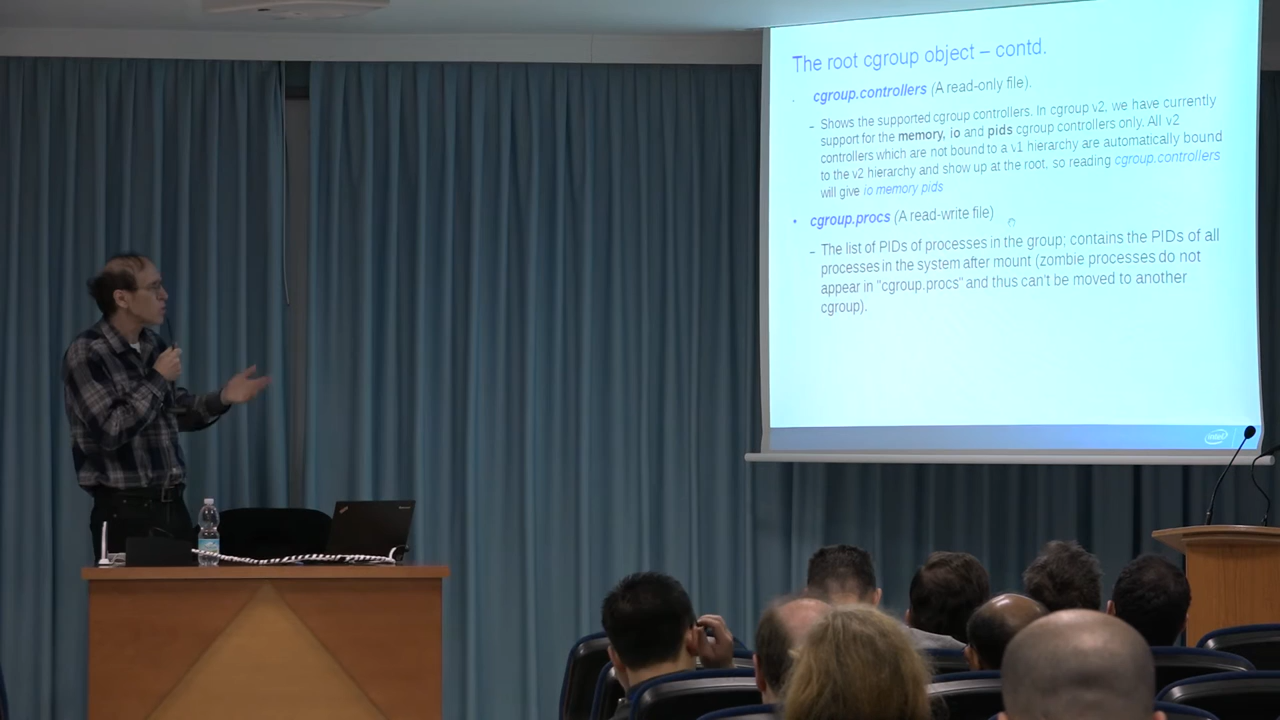 The root cgroup object – contd.
cgroup.controllers (A read-only file).
– Shows the supported cgroup controllers. In cgroup v2, we have currently
support for the memory, io and pids cgroup controllers only. All v2
controllers which are not bound to a v1 hierarchy are automatically bound
to the v2 hierarchy and show up at the root, so reading cgroup.controllers
will give io memory pids
• cgroup.procs (A read-write file)
– The list of PIDs of processes in the group; contains the PIDs of all
processes in the system after mount (zombie processes do not
appear in "cgroup.procs" and thus can't be moved to another
cgroup).
intel